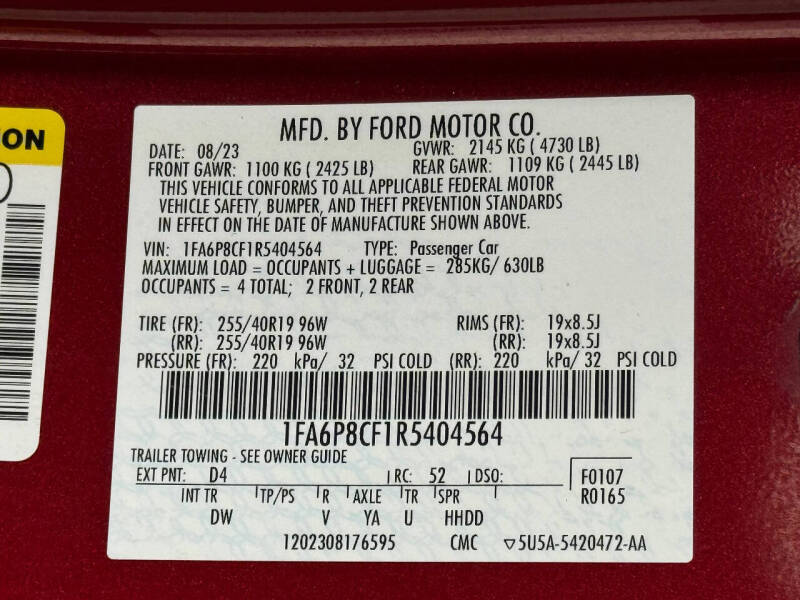 ION
MFD. BY FORD MOTOR CO.
DATE: 08/23 GVWR: 2145 KG ( 4730 LB)
FRONT GAWR: 1100 KG ( 2425 LB) REAR GAWR: 1109 KG ( 2445 LB)
THIS VEHICLE CONFORMS TO ALL APPLICABLE FEDERAL MOTOR
VEHICLE SAFETY, BUMPER, AND THEFT PREVENTION STANDARDS
IN EFFECT ON THE DATE OF MANUFACTURE SHOWN ABOVE.
VIN: 1FA6P8CF1R5404564 TYPE: Passenger Car
MAXIMUM LOAD = OCCUPANTS + LUGGAGE = 285KG/ 630LB
OCCUPANTS = 4 TOTAL; 2 FRONT, 2 REAR
TIRE (FR): 255/40R19 96W RIMS (FR): 19x8.5J
(RR): 255/40R19 96W (RR): 19x8.5J
PRESSURE (FR): 220 kPa/ 32 PSI COLD (RR): 220 kPa/ 32 PSI COLD
1FA6P8CF1R5404564
TRAILER TOWING - SEE OWNER GUIDE
EXT PNT: D4 RC: 52 DSO: F0107
INT TR TP/PS R AXLE TR SPR R0165
DW V YA U HHDD
1202308176595 CMC ▽5U5A-5420472-AA